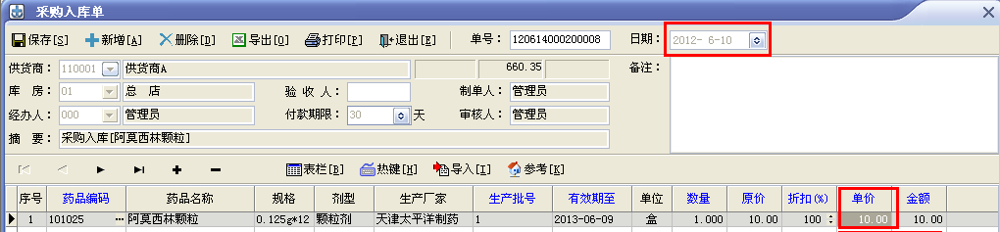 采购入库单
保存[S] 新增[A] 删除[D] 导出[O] 打印[P] 退出[E] 单号: 120614000200008 日期: 2012- 6-10
供货商: 110001 供货商A 660.35 备注:
库 房: 01 总 店 验 收 人: 制单人: 管理员
经办人: 000 管理员 付款期限: 30 天 审核人: 管理员
摘 要: 采购入库[阿莫西林颗粒]
表栏[B] 热键[H] 导入[I] 参考[K]
序号 药品编码 药品名称 规格 剂型 生产厂家 生产批号 有效期至 单位 数量 原价 折扣(%) 单价 金额
1 101025 ··· 阿莫西林颗粒 0.125g*12 颗粒剂 天津太平洋制药 1 2013-06-09 盒 1.000 10.00 100 10.00 10.00